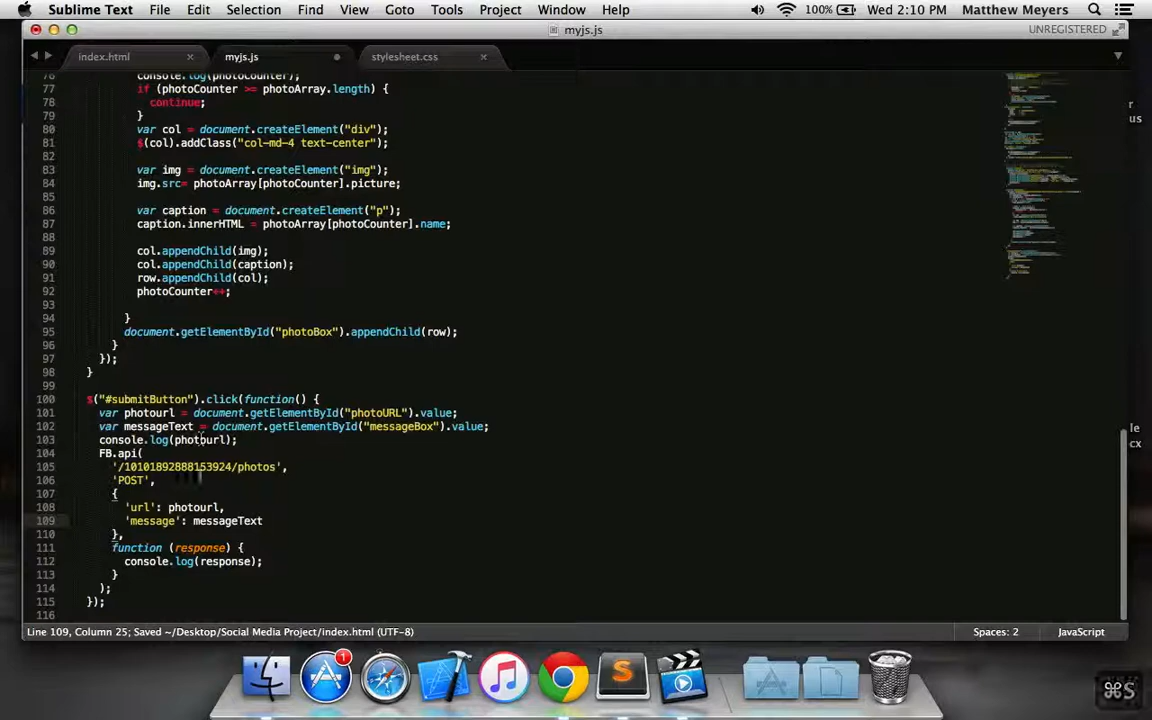 Sublime Text File Edit Selection Find View Goto Tools Project Window Help 100% Wed 2:10 PM Matthew Meyers
myjs.js UNREGISTERED
index.html myjs.js stylesheet.css
76 console.log(photoCounter);
77 if (photoCounter >= photoArray.length) {
78 continue;
79 }
80 var col = document.createElement("div");
81 $(col).addClass("col-md-4 text-center");
82
83 var img = document.createElement("img");
84 img.src= photoArray[photoCounter].picture;
85
86 var caption = document.createElement("p");
87 caption.innerHTML = photoArray[photoCounter].name;
88
89 col.appendChild(img);
90 col.appendChild(caption);
91 row.appendChild(col);
92 photoCounter++;
93
94 }
95 document.getElementById("photoBox").appendChild(row);
96 }
97 });
98 }
99
100 $("#submitButton").click(function() {
101 var photourl = document.getElementById("photoURL").value;
102 var messageText = document.getElementById("messageBox").value;
103 console.log(photourl);
104 FB.api(
105 '/10101892888153924/photos',
106 'POST',
107 {
108 'url': photourl,
109 'message': messageText
110 },
111 function (response) {
112 console.log(response);
113 }
114 );
115 });
116
r
us
le
cx
Line 109, Column 25; Saved ~/Desktop/Social Media Project/index.html (UTF-8) Spaces: 2 JavaScript
1
⌘S